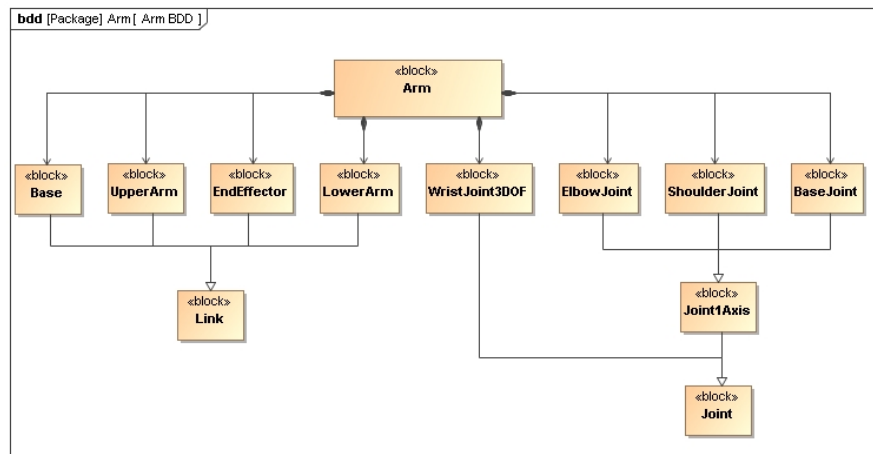 bdd [Package] Arm [ Arm BDD ]
«block»
Arm
«block»
Base
«block»
UpperArm
«block»
EndEffector
«block»
LowerArm
«block»
WristJoint3DOF
«block»
ElbowJoint
«block»
ShoulderJoint
«block»
BaseJoint
«block»
Link
«block»
Joint1Axis
«block»
Joint